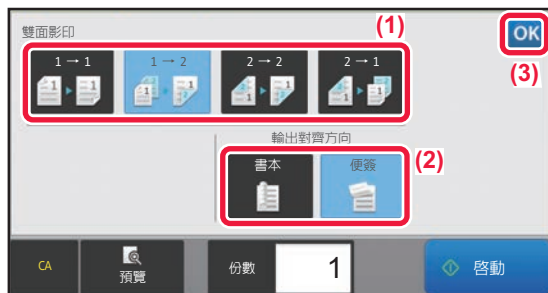 雙面影印
(1)
OK
(3)
1 → 1
1 → 2
2 → 2
2 → 1
輸出對齊方向
書本
便簽
(2)
CA
預覽
份數
1
啓動